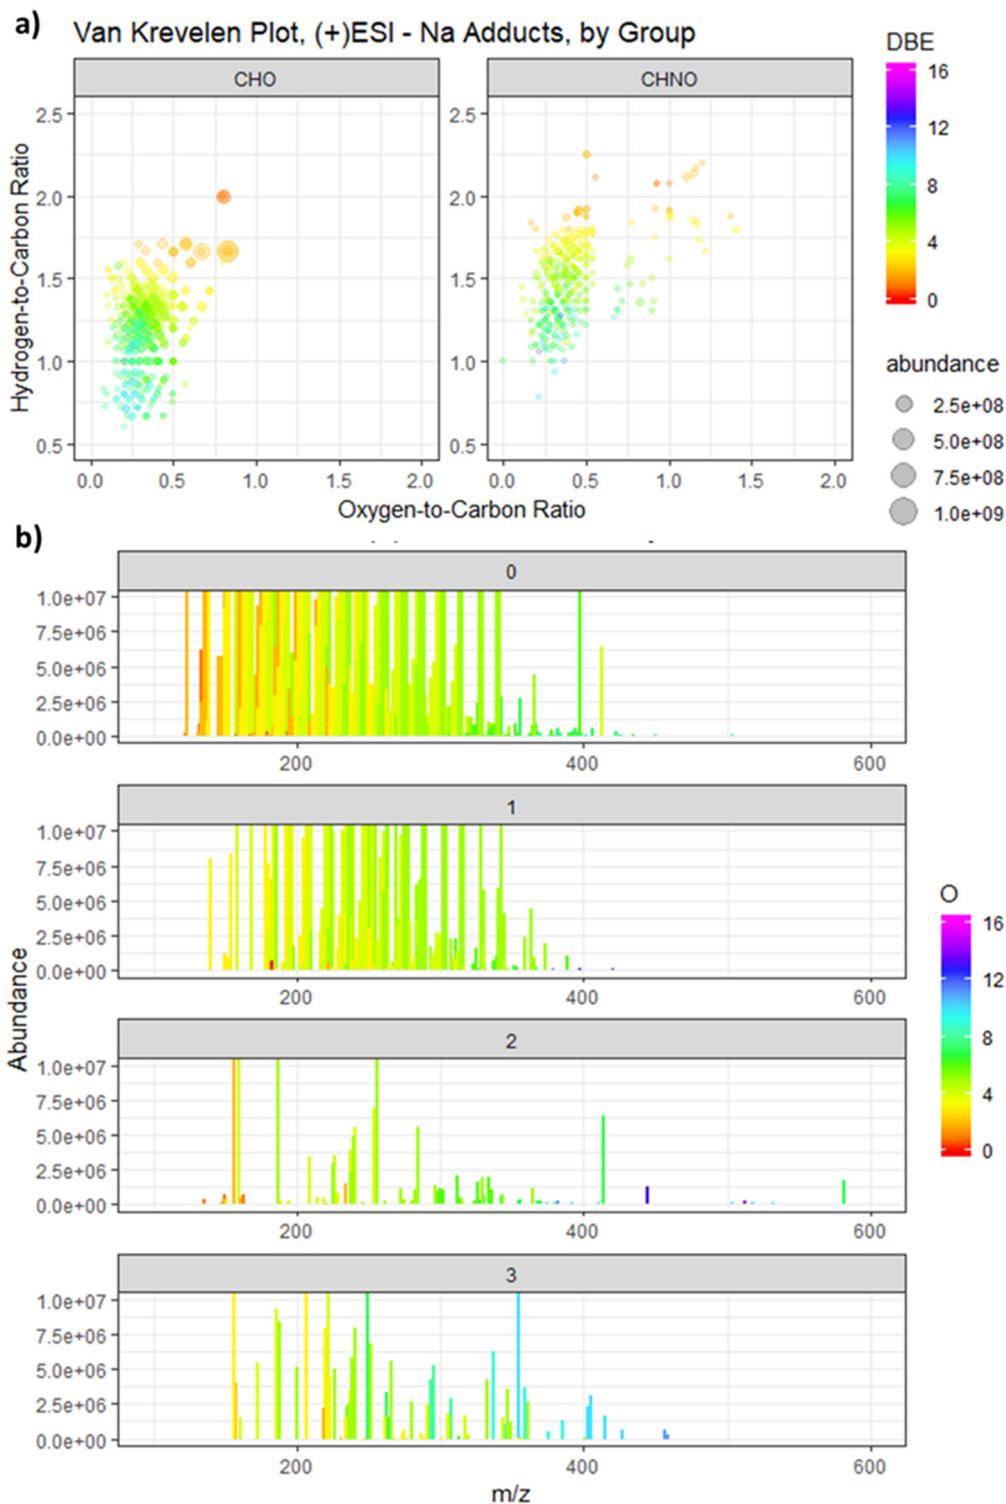 a)
Van Krevelen Plot, (+)ESI - Na Adducts, by Group
CHO
CHNO
Hydrogen-to-Carbon Ratio
2.5
2.0
1.5
1.0
0.5
0.0 0.5 1.0 1.5 2.0
0.0 0.5 1.0 1.5 2.0
2.5
2.0
1.5
1.0
0.5
Oxygen-to-Carbon Ratio
DBE
16
12
8
4
0
abundance
2.5e+08
5.0e+08
7.5e+08
1.0e+09
b)
0
1.0e+07
7.5e+06
5.0e+06
2.5e+06
0.0e+00
200 400 600
1
1.0e+07
7.5e+06
5.0e+06
2.5e+06
0.0e+00
200 400 600
Abundance
2
1.0e+07
7.5e+06
5.0e+06
2.5e+06
0.0e+00
200 400 600
3
1.0e+07
7.5e+06
5.0e+06
2.5e+06
0.0e+00
200 400 600
m/z
O
16
12
8
4
0